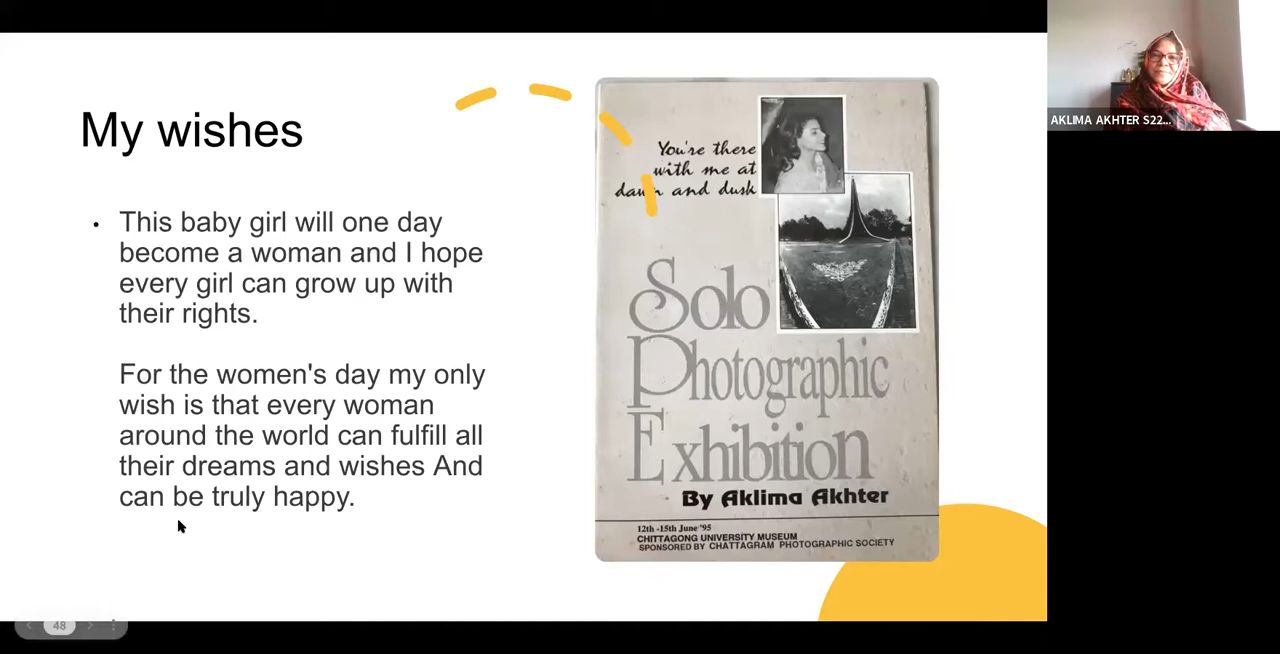 My wishes
• This baby girl will one day
become a woman and I hope
every girl can grow up with
their rights.
For the women's day my only
wish is that every woman
around the world can fulfill all
their dreams and wishes And
can be truly happy.
You're there
with me at
dawn and dusk
Solo
Photographic
Exhibition
By Aklima Akhter
12th -15th June '95
CHITTAGONG UNIVERSITY MUSEUM
SPONSORED BY CHATTAGRAM PHOTOGRAPHIC SOCIETY
AKLIMA AKHTER S22...
48